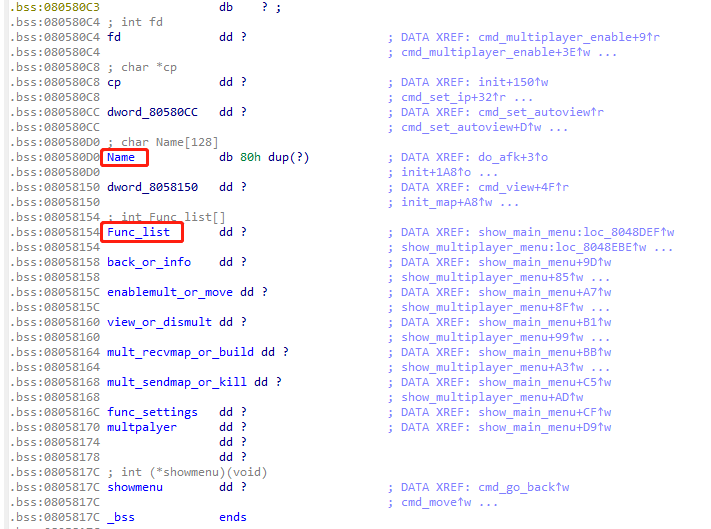 .bss:080580C3 db ? ;
.bss:080580C4 ; int fd
.bss:080580C4 fd dd ? ; DATA XREF: cmd_multiplayer_enable+9↑r
.bss:080580C4 ; cmd_multiplayer_enable+3E↑w ...
.bss:080580C8 ; char *cp
.bss:080580C8 cp dd ? ; DATA XREF: init+150↑w
.bss:080580C8 ; cmd_set_ip+32↑r ...
.bss:080580CC dword_80580CC dd ? ; DATA XREF: cmd_set_autoview↑r
.bss:080580CC ; cmd_set_autoview+D↑w ...
.bss:080580D0 ; char Name[128]
.bss:080580D0 Name db 80h dup(?) ; DATA XREF: do_afk+3↑o
.bss:080580D0 ; init+1A8↑o ...
.bss:08058150 dword_8058150 dd ? ; DATA XREF: cmd_view+4F↑r
.bss:08058150 ; init_map+A8↑w ...
.bss:08058154 ; int Func_list[]
.bss:08058154 Func_list dd ? ; DATA XREF: show_main_menu:loc_8048DEF↑w
.bss:08058154 ; show_multiplayer_menu:loc_8048EBE↑w ...
.bss:08058158 back_or_info dd ? ; DATA XREF: show_main_menu+9D↑w
.bss:08058158 ; show_multiplayer_menu+85↑w ...
.bss:0805815C enablemult_or_move dd ? ; DATA XREF: show_main_menu+A7↑w
.bss:0805815C ; show_multiplayer_menu+8F↑w ...
.bss:08058160 view_or_dismult dd ? ; DATA XREF: show_main_menu+B1↑w
.bss:08058160 ; show_multiplayer_menu+99↑w ...
.bss:08058164 mult_recvmap_or_build dd ? ; DATA XREF: show_main_menu+BB↑w
.bss:08058164 ; show_multiplayer_menu+A3↑w ...
.bss:08058168 mult_sendmap_or_kill dd ? ; DATA XREF: show_main_menu+C5↑w
.bss:08058168 ; show_multiplayer_menu+AD↑w
.bss:0805816C func_settings dd ? ; DATA XREF: show_main_menu+CF↑w
.bss:08058170 multpalyer dd ? ; DATA XREF: show_main_menu+D9↑w
.bss:08058174 dd ?
.bss:08058178 dd ?
.bss:0805817C ; int (*showmenu)(void)
.bss:0805817C showmenu dd ? ; DATA XREF: cmd_go_back↑w
.bss:0805817C ; cmd_move↑w ...
.bss:0805817C _bss ends